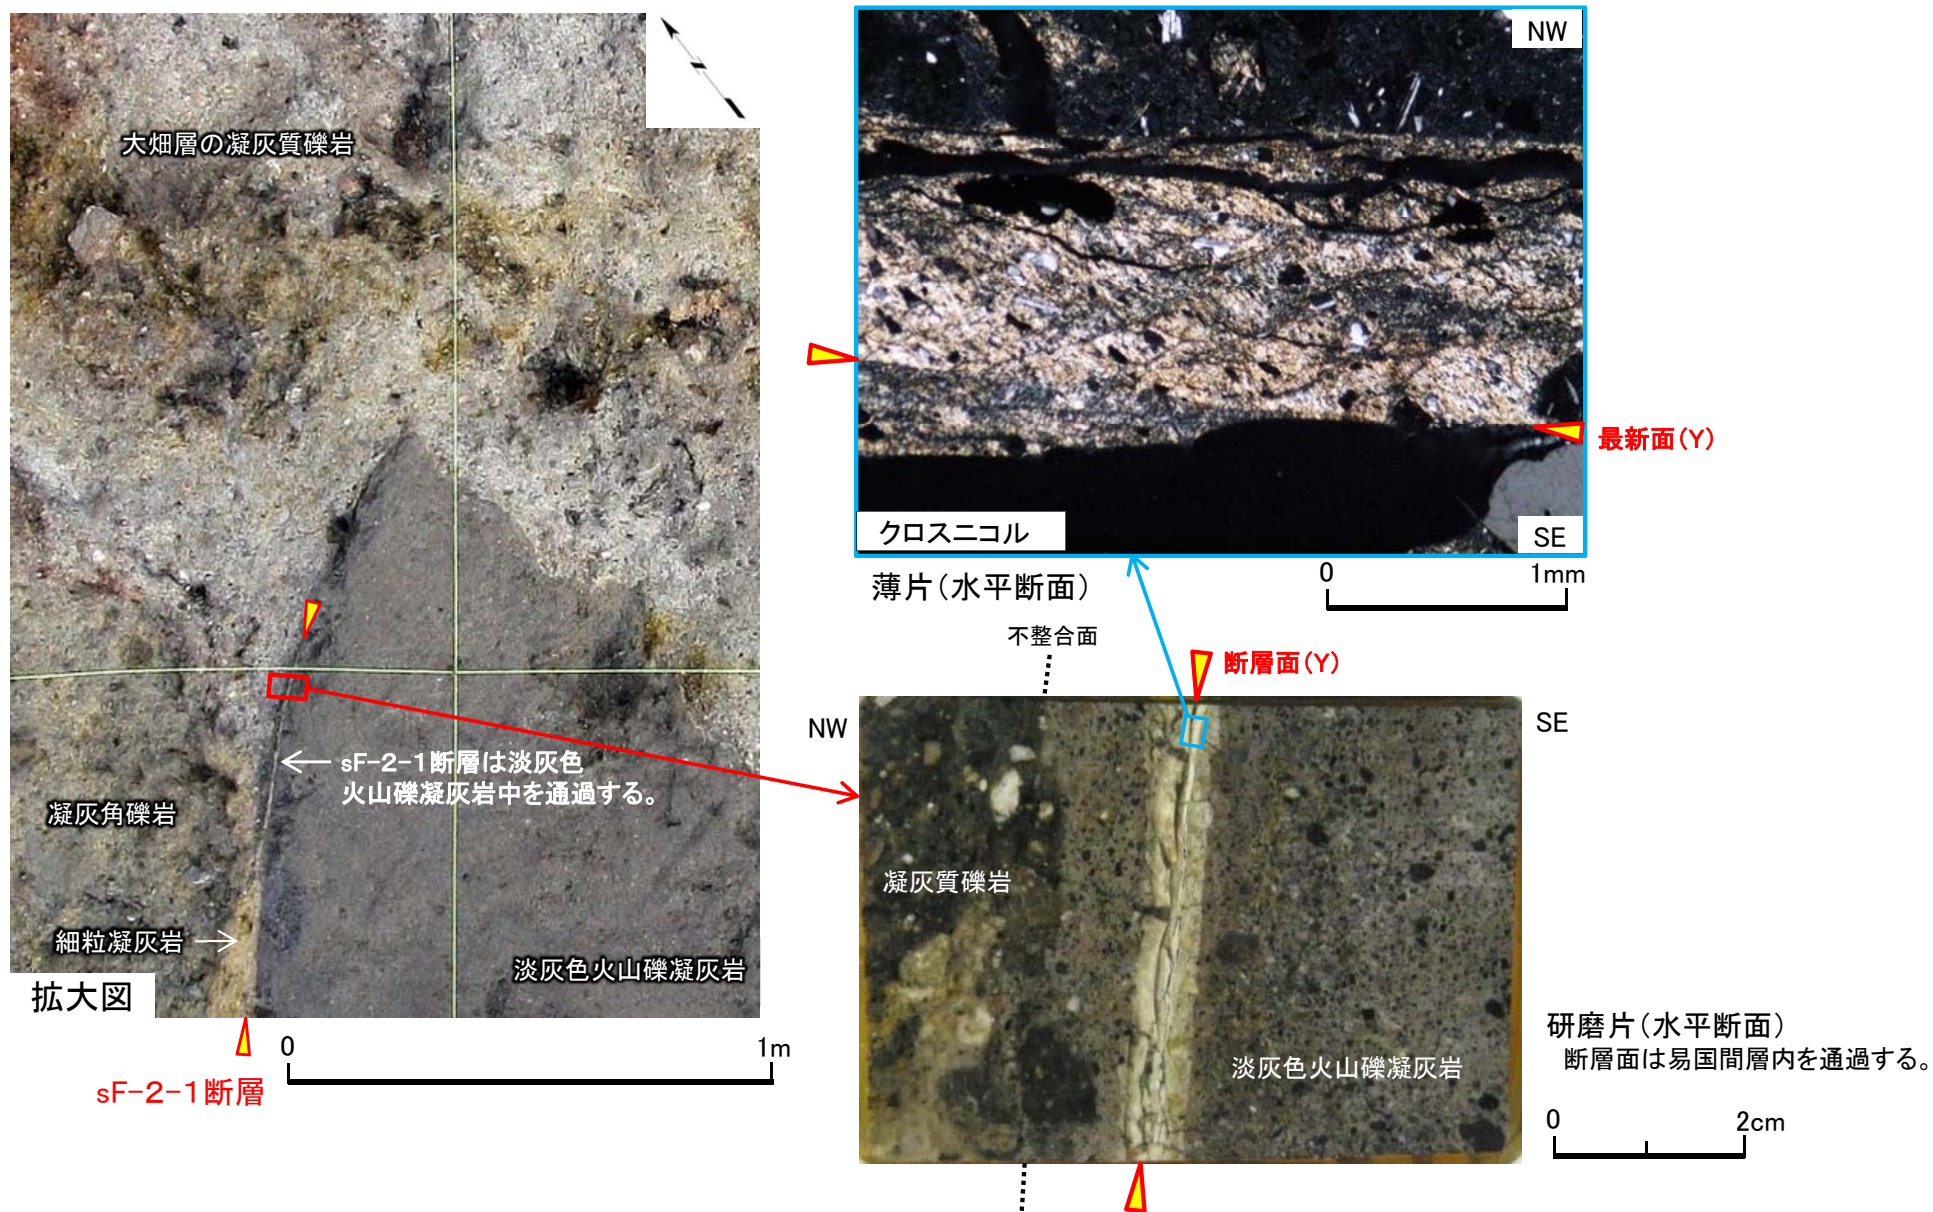 大畑層の凝灰質礫岩
sF-2-1断層は淡灰色
火山礫凝灰岩中を通過する。
凝灰角礫岩
細粒凝灰岩
淡灰色火山礫凝灰岩
拡大図
0
1m
sF-2-1断層
NW
最新面(Y)
クロスニコル
SE
薄片(水平断面)
0
1mm
不整合面
断層面(Y)
NW
SE
凝灰質礫岩
淡灰色火山礫凝灰岩
研磨片(水平断面)
断層面は易国間層内を通過する。
0
2cm